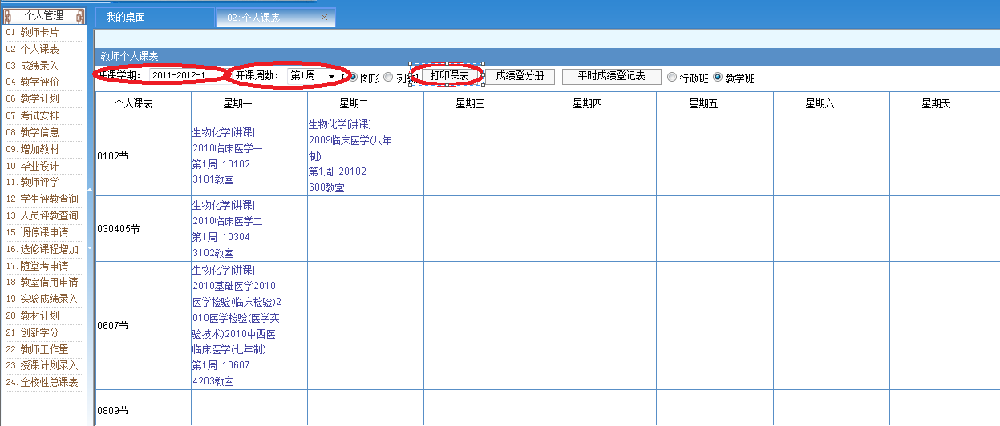 个人管理
01:教师卡片
02:个人课表
03:成绩录入
04:教学评价
06:教学计划
07:考试安排
08:教学信息
09.增加教材
10:毕业设计
11.教师评学
12:学生评教查询
13:人员评教查询
15:调停课申请
16.选修课程增加
17.随堂考申请
18:教室借用申请
19:实验成绩录入
20:教材计划
21:创新学分
22.教师工作量
23:授课计划录入
24.全校性总课表
我的桌面
02:个人课表
教师个人课表
开课学期: 2011-2012-1 开课周数: 第1周 [ 图形 列表] 打印课表 成绩登分册 平时成绩登记表 行政班 教学班
个人课表 星期一 星期二 星期三 星期四 星期五 星期六 星期天
0102节
生物化学[讲课]
2010临床医学一
第1周 10102
3101教室
生物化学[讲课]
2009临床医学(八年
制)
第1周 20102
608教室
030405节
生物化学[讲课]
2010临床医学二
第1周 10304
3102教室
0607节
生物化学[讲课]
2010基础医学2010
医学检验(临床检验)2
010医学检验(医学实
验技术)2010中西医
临床医学(七年制)
第1周 10607
4203教室
0809节